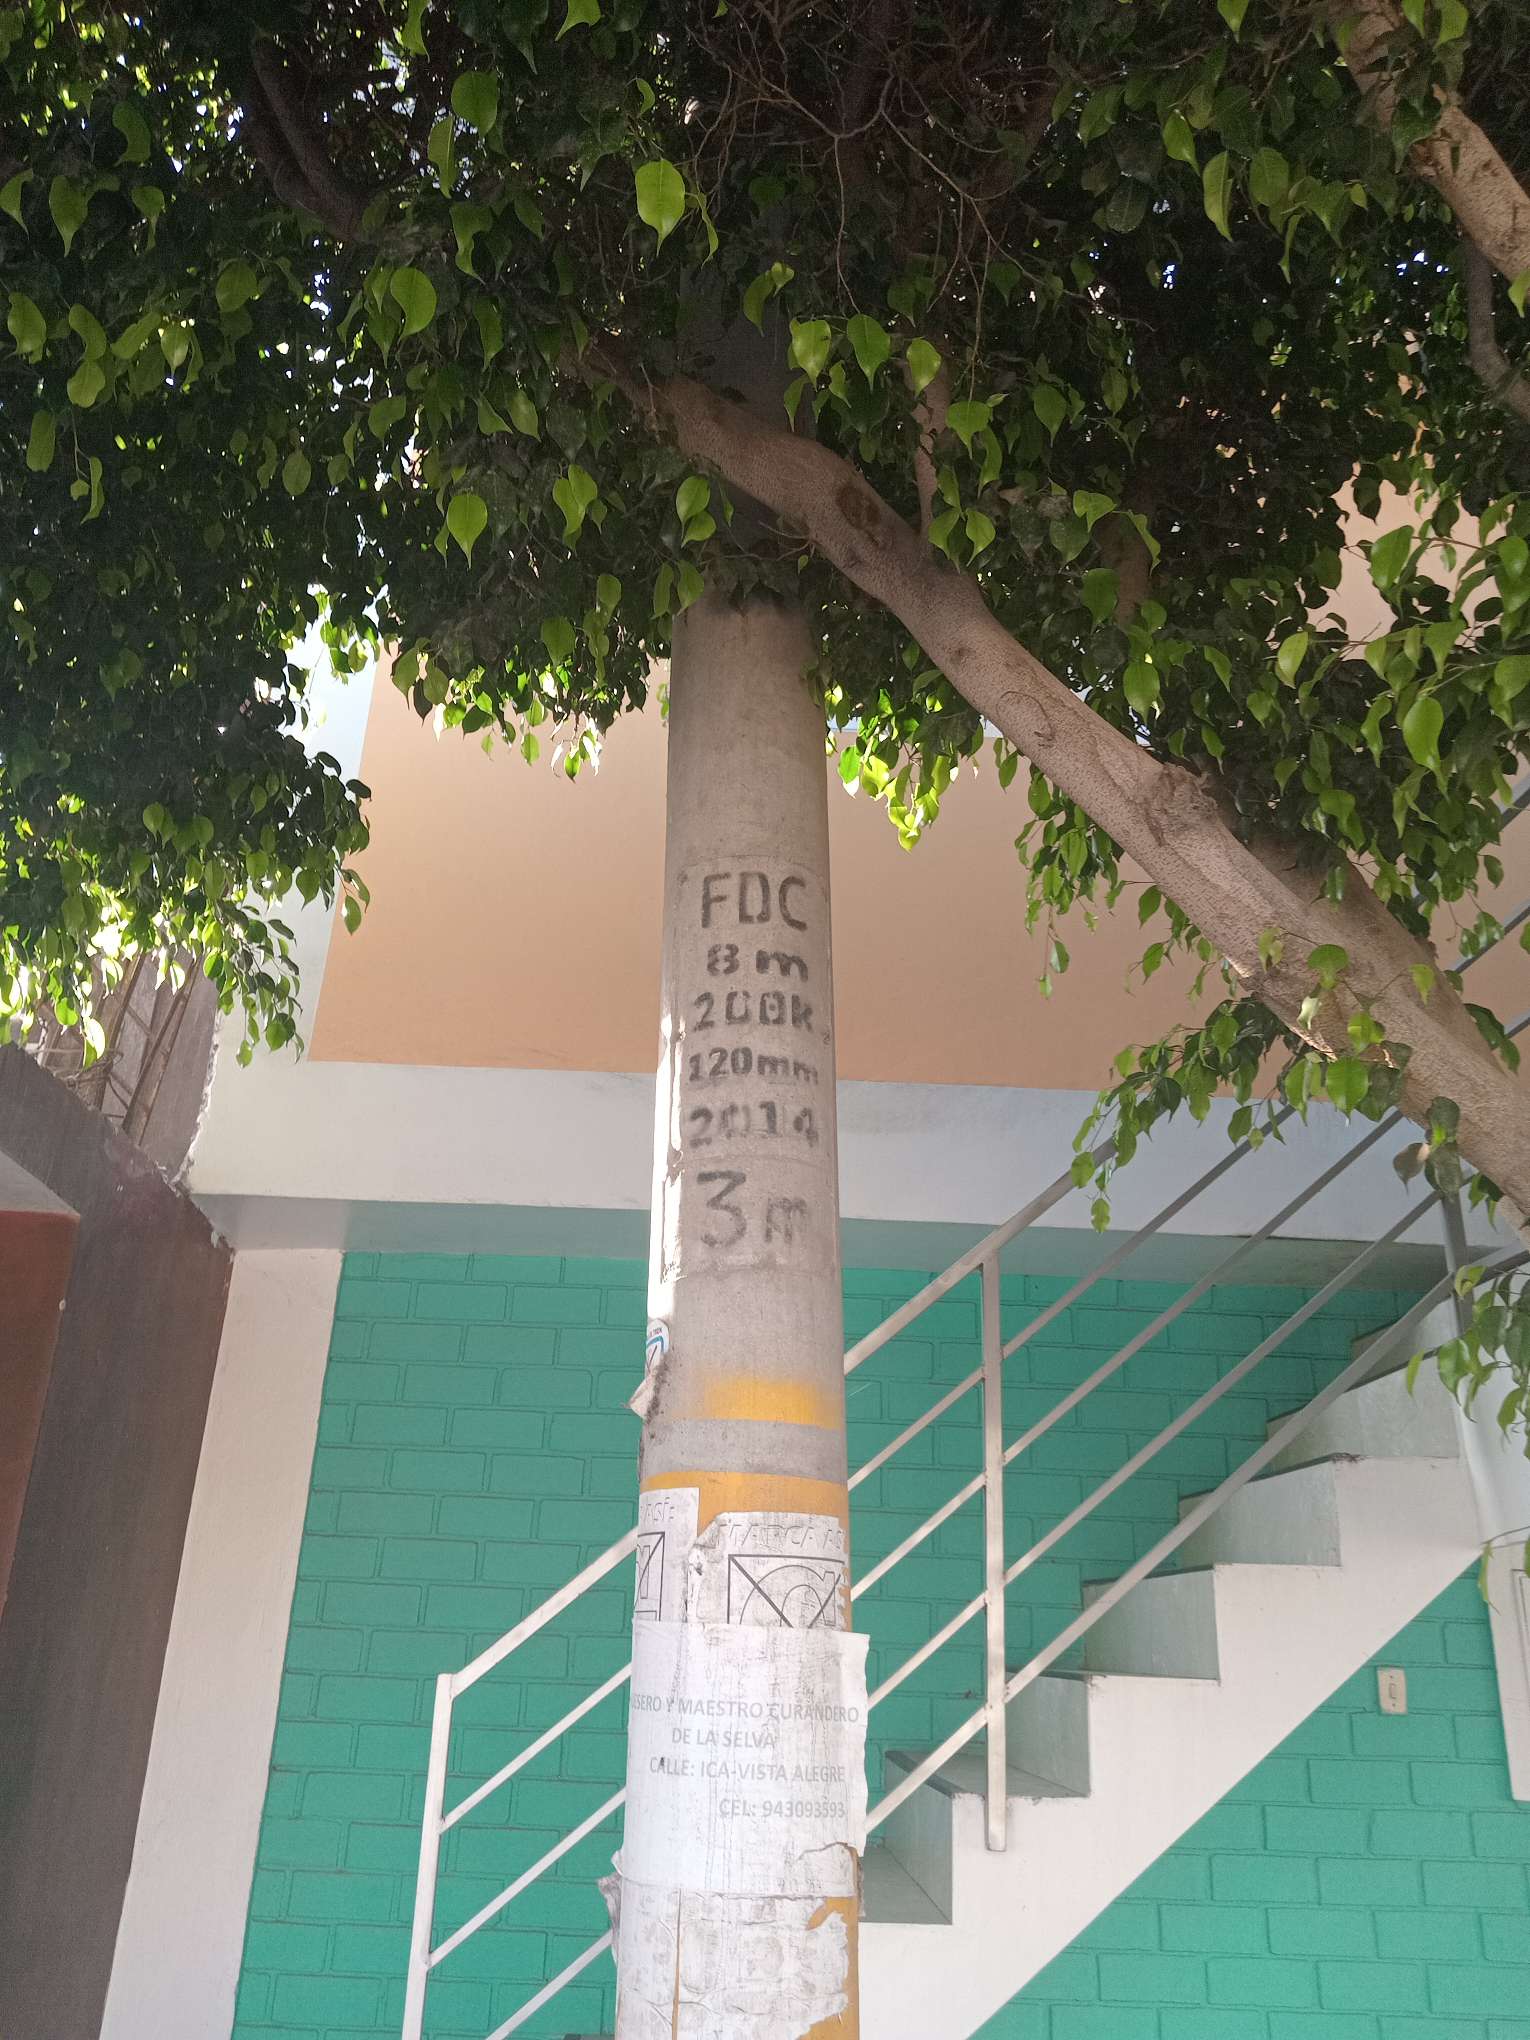 FDC
8 m
200K
120mm
2014
3m
Y MAESTRO CURANDERO
DE LA SELVA
CALLE: ICA-VISTA ALEGRE
CEL: 943093593